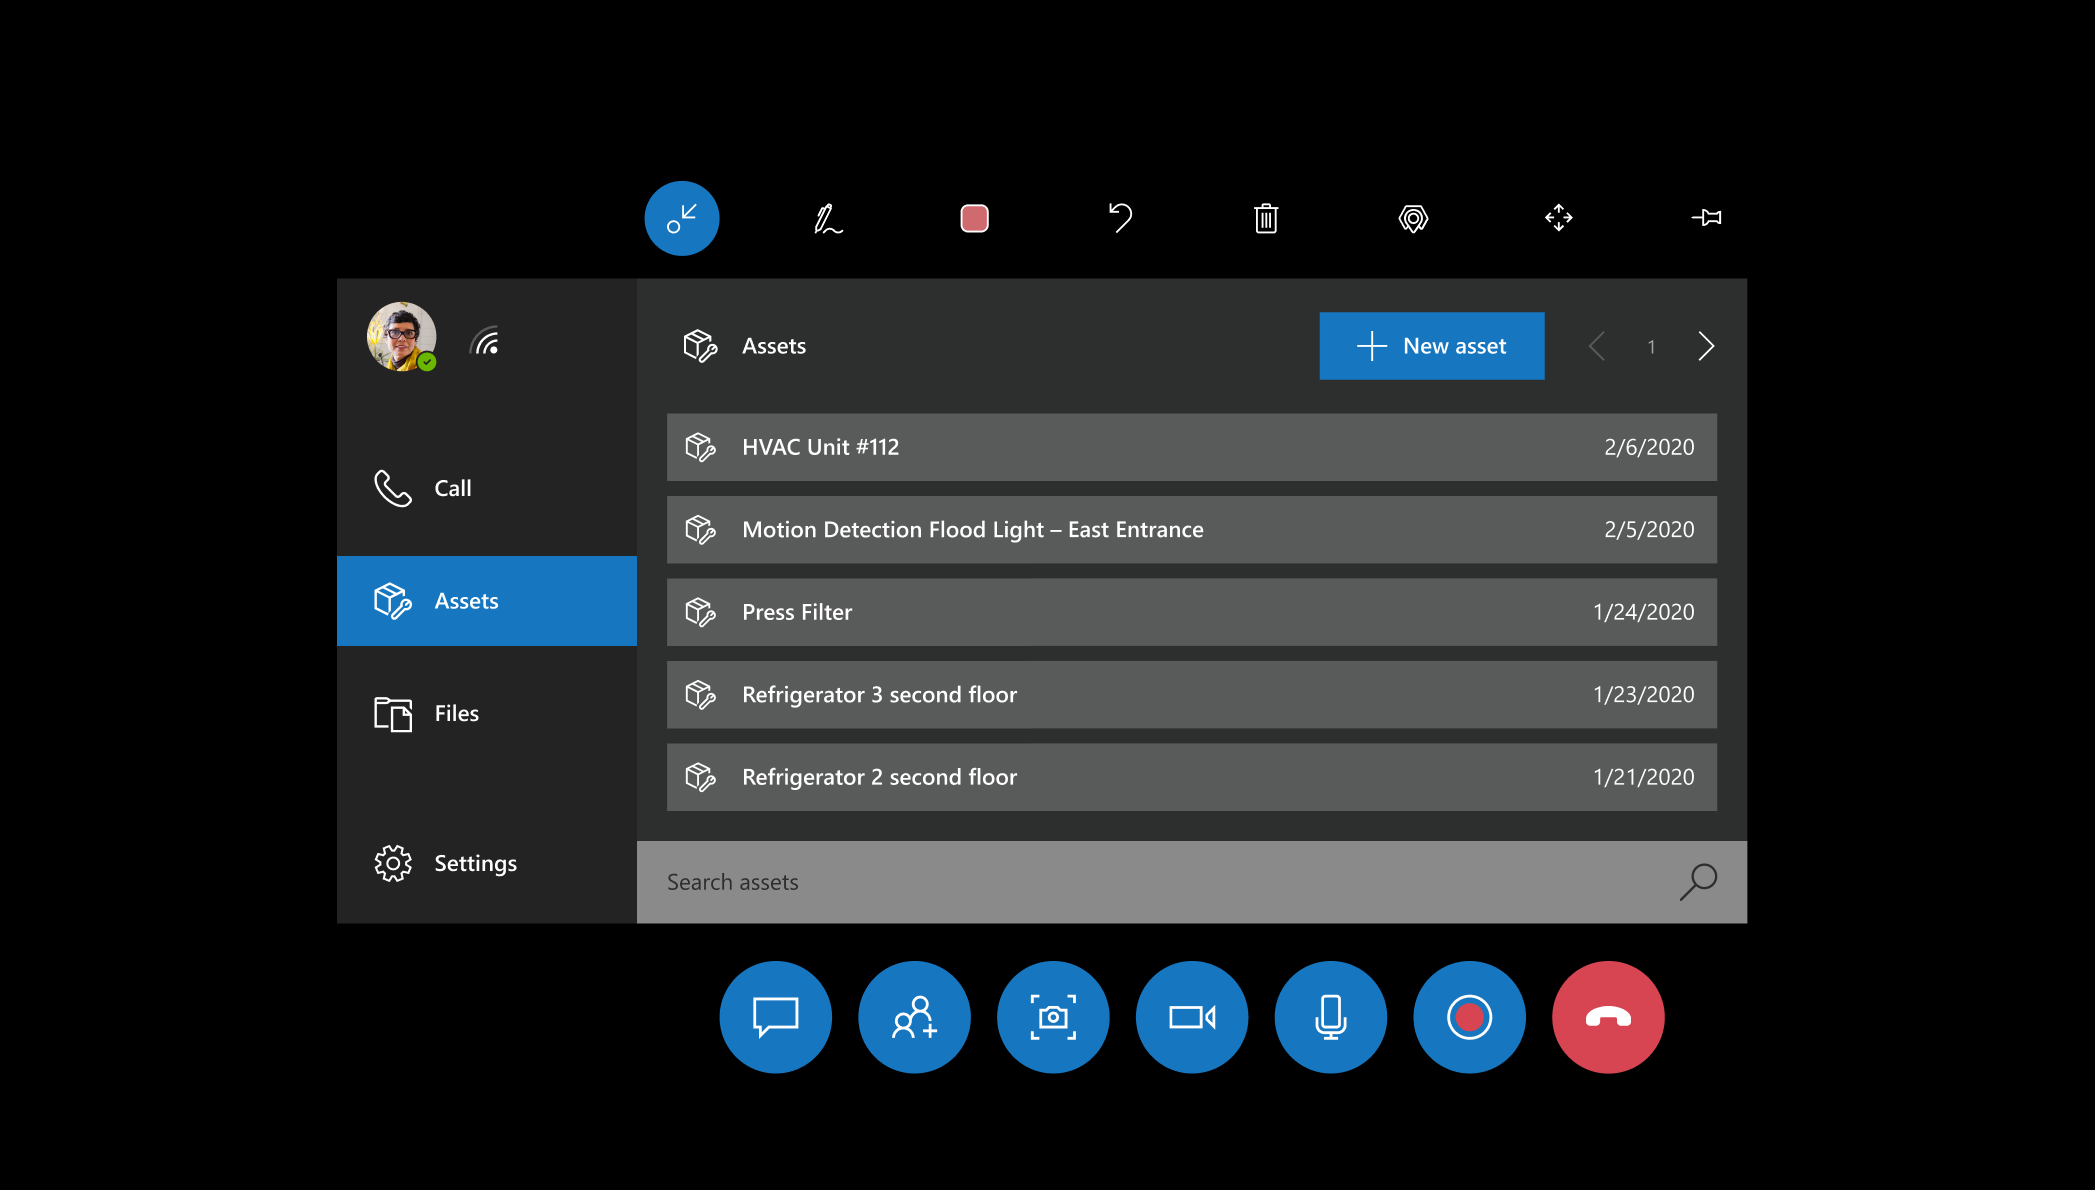 Assets
New asset
1
Call
Assets
Files
Settings
HVAC Unit #112 2/6/2020
Motion Detection Flood Light – East Entrance 2/5/2020
Press Filter 1/24/2020
Refrigerator 3 second floor 1/23/2020
Refrigerator 2 second floor 1/21/2020
Search assets